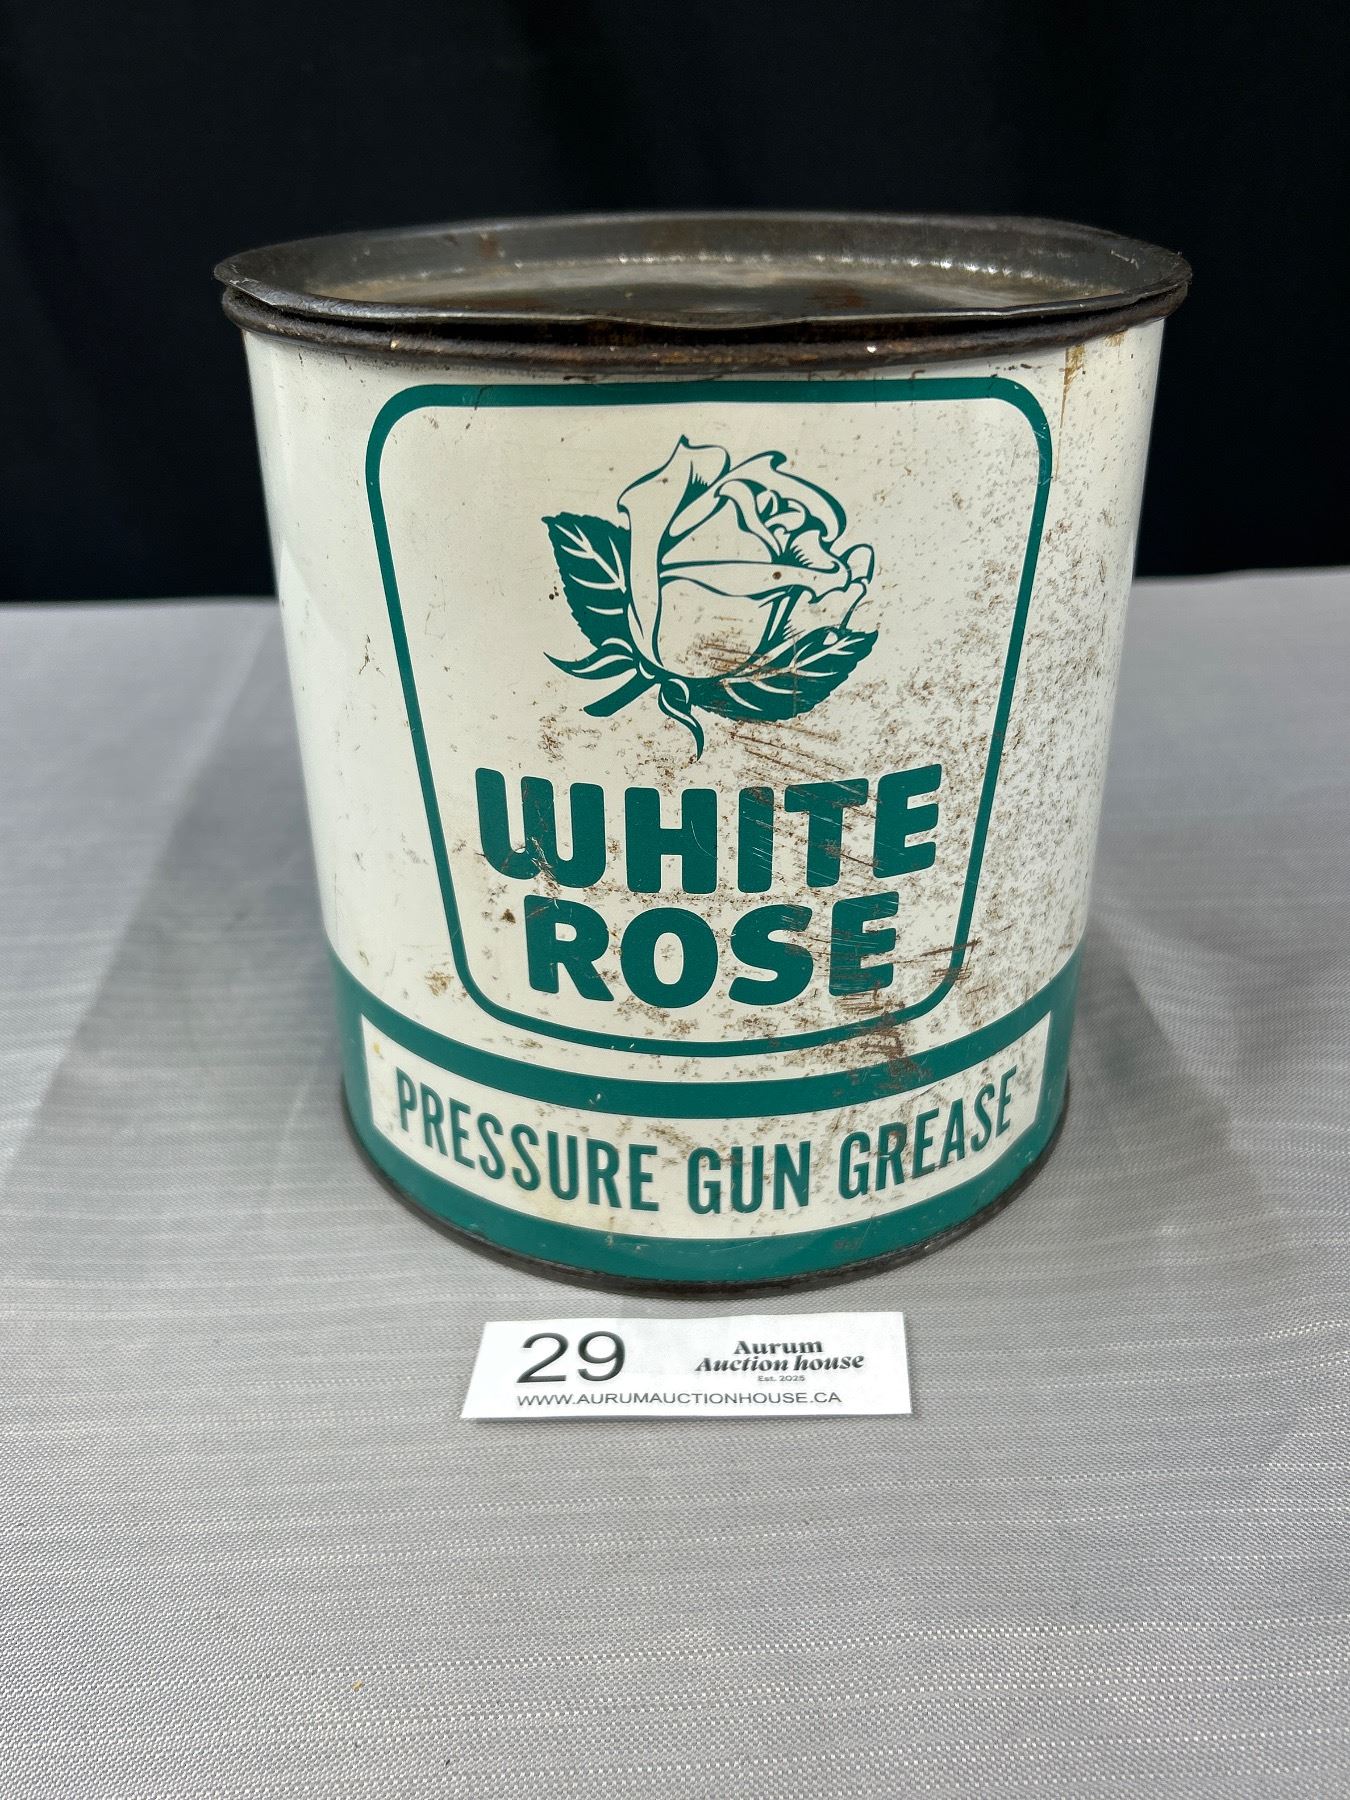 WHITE
ROSE
PRESSURE GUN GREASE
29
Aurum
Auction house
Est. 2025
WWW.AURUMAUCTIONHOUSE.CA